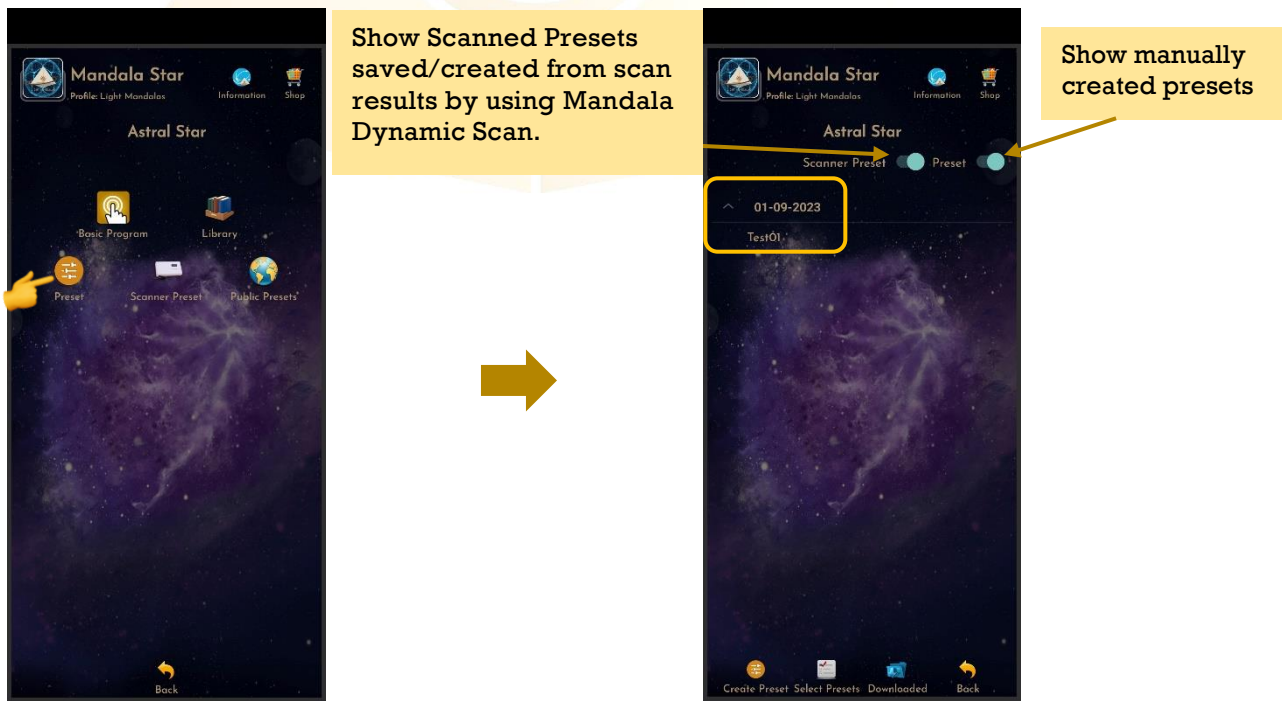 Show Scanned Presets
saved/created from scan
results by using Mandala
Dynamic Scan.
Show manually
created presets
Mandala Star
Profile: Light Mandalas
Information
Shop
Astral Star
Basic Program
Library
Preset
Scanner Preset
Public Presets
Back
Mandala Star
Profile: Light Mandalas
Information
Shop
Astral Star
Scanner Preset
Preset
01-09-2023
Test01
Create Preset
Select Presets
Downloaded
Back